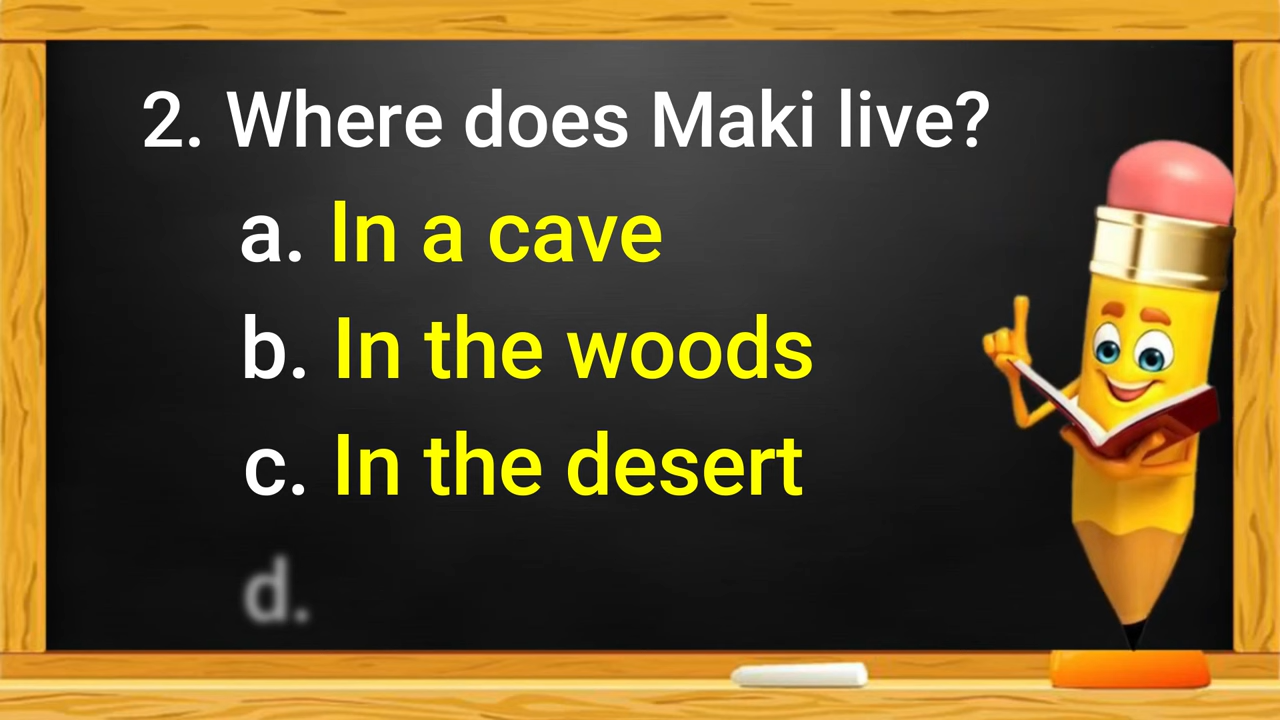 2. Where does Maki live?
a. In a cave
b. In the woods
c. In the desert
d.